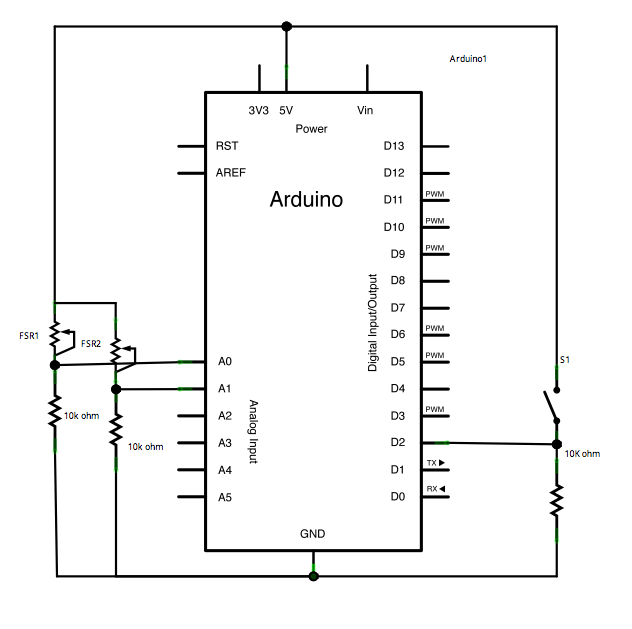 Arduino1
3V3 5V Vin
Power
RST
AREF
Arduino
D13
D12
D11 PWM
D10 PWM
D9 PWM
D8
D7
D6 PWM
D5 PWM
D4
D3 PWM
D2
D1 TX
D0 RX
Digital Input/Output
FSR1
FSR2
A0
A1
A2
A3
A4
A5
Analog Input
10k ohm
10k ohm
S1
10K ohm
GND